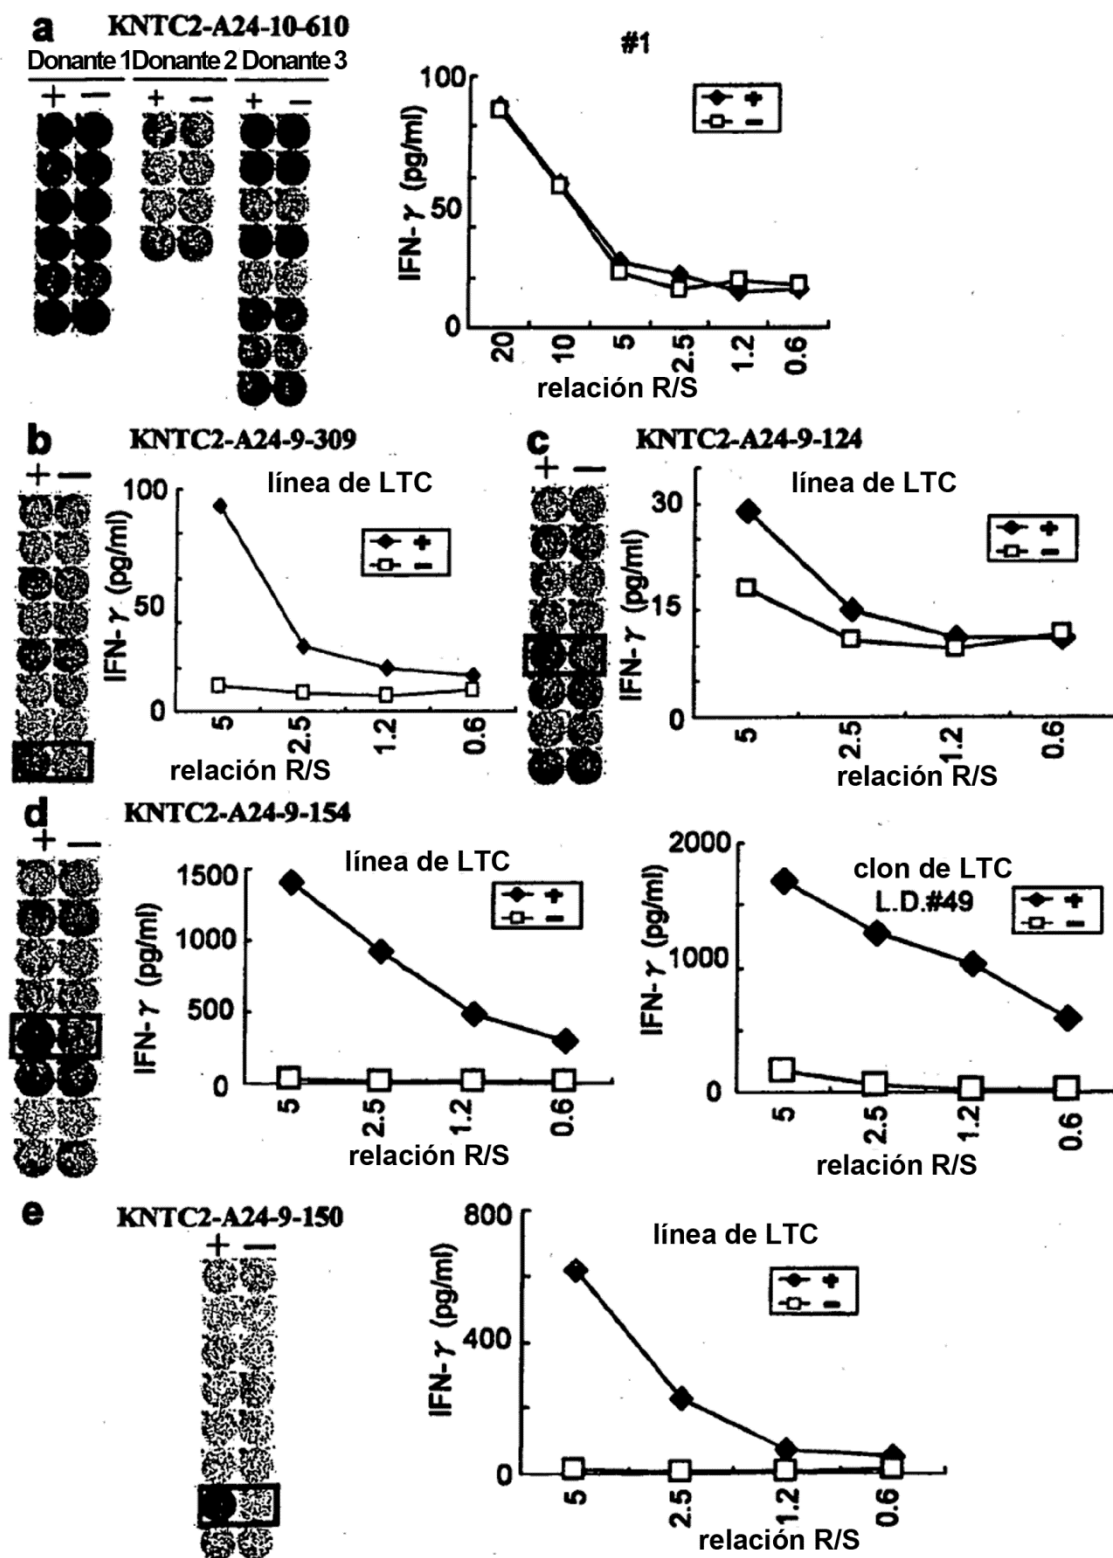 a KNTC2-A24-10-610
Donante 1 Donante 2 Donante 3
+ − + − + −
#1
100
50
0
IFN-γ (pg/ml)
+
−
20 10 5 2.5 1.2 0.6
relación R/S
b KNTC2-A24-9-309
+ −
línea de LTC
100
50
0
IFN-γ (pg/ml)
+
−
5 2.5 1.2 0.6
relación R/S
c KNTC2-A24-9-124
+ −
línea de LTC
30
15
0
IFN-γ (pg/ml)
+
−
5 2.5 1.2 0.6
relación R/S
d KNTC2-A24-9-154
+ −
línea de LTC
1500
1000
500
0
IFN-γ (pg/ml)
+
−
5 2.5 1.2 0.6
relación R/S
clon de LTC
L.D.#49
2000
1000
0
IFN-γ (pg/ml)
+
−
5 2.5 1.2 0.6
relación R/S
e KNTC2-A24-9-150
+ −
línea de LTC
800
400
0
IFN-γ (pg/ml)
+
−
5 2.5 1.2 0.6
relación R/S